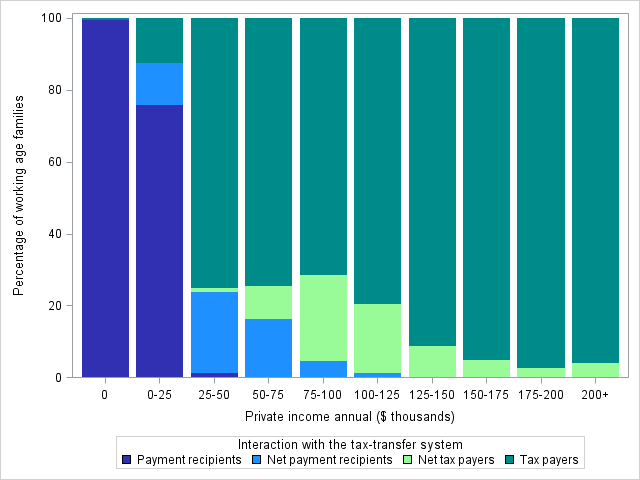 Percentage of working age families
100
80
60
40
20
0
0 0-25 25-50 50-75 75-100 100-125 125-150 150-175 175-200 200+
Private income annual ($ thousands)
Interaction with the tax-transfer system
Payment recipients Net payment recipients Net tax payers Tax payers